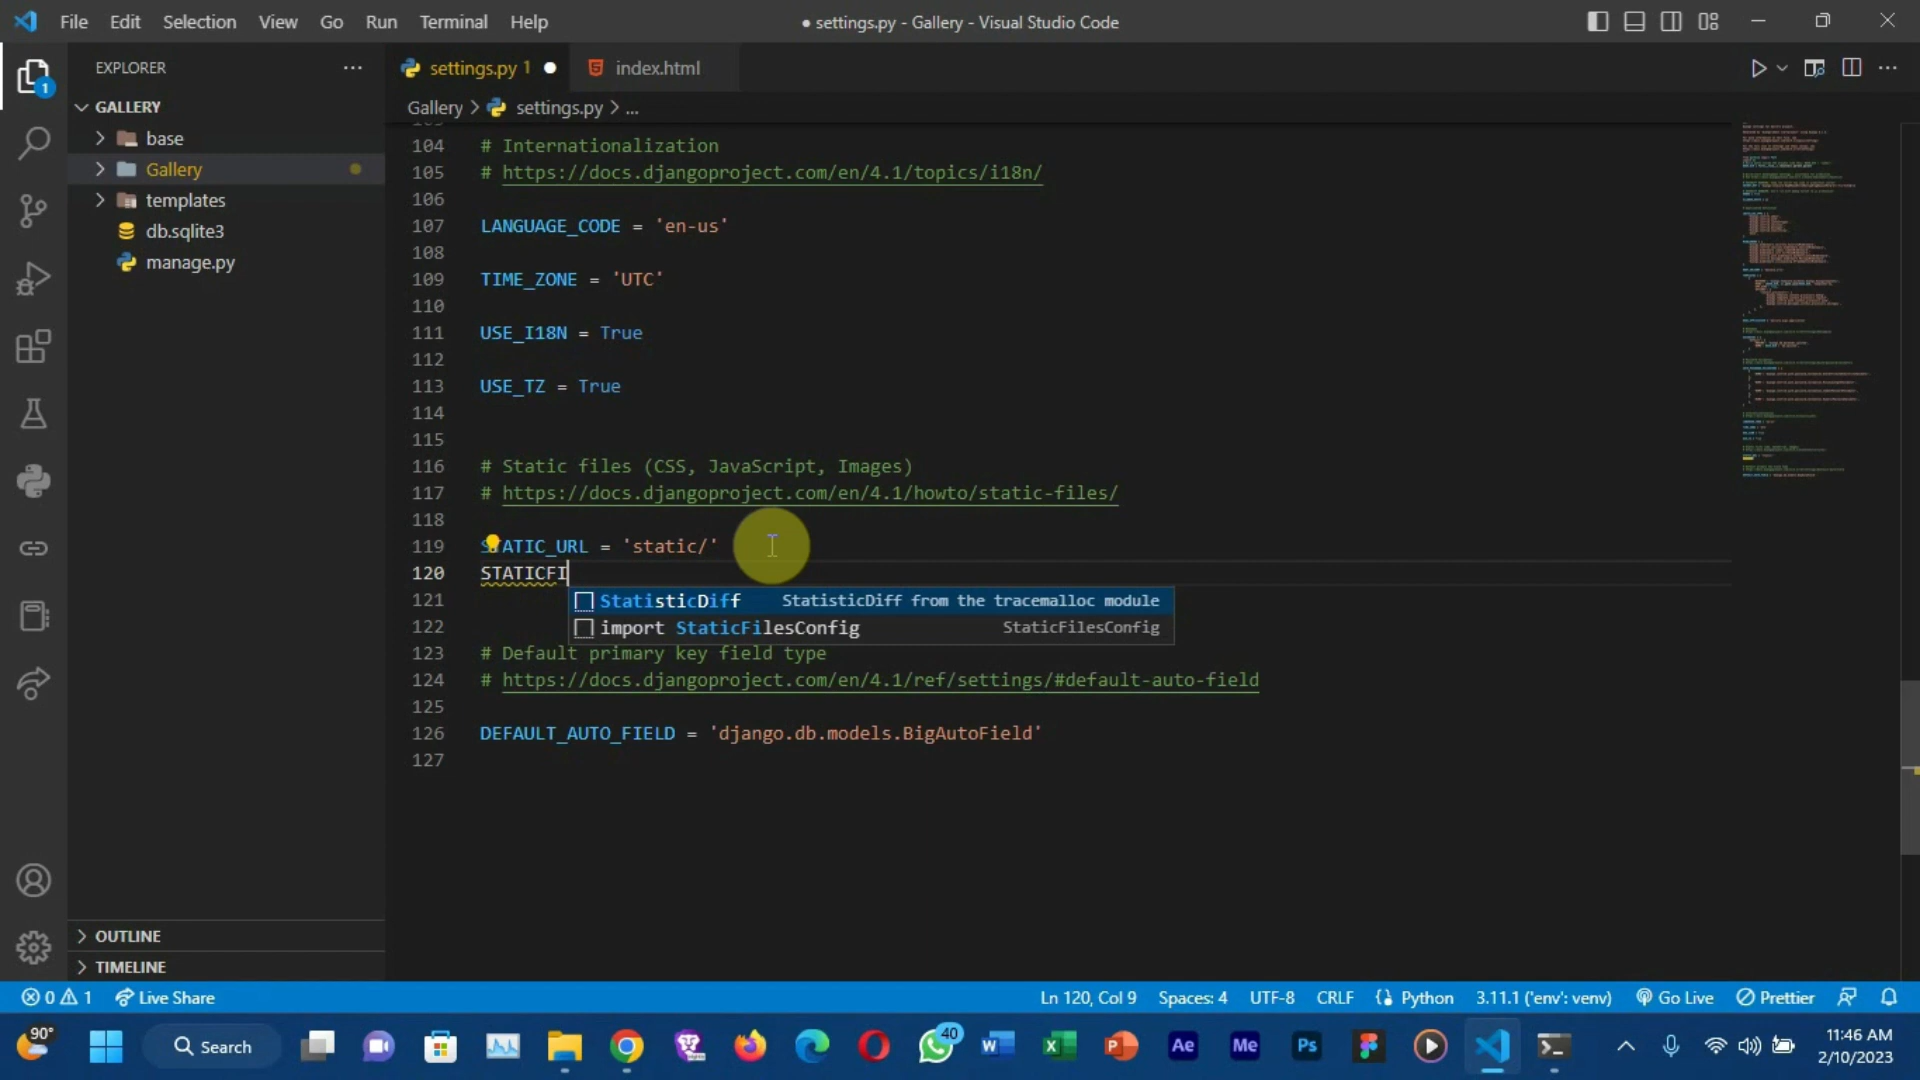 File Edit Selection View Go Run Terminal Help
● settings.py - Gallery - Visual Studio Code
EXPLORER
settings.py 1
index.html
GALLERY
Gallery > settings.py > ...
base
Gallery
templates
db.sqlite3
manage.py
104 # Internationalization
105 # https://docs.djangoproject.com/en/4.1/topics/i18n/
106
107 LANGUAGE_CODE = 'en-us'
108
109 TIME_ZONE = 'UTC'
110
111 USE_I18N = True
112
113 USE_TZ = True
114
115
116 # Static files (CSS, JavaScript, Images)
117 # https://docs.djangoproject.com/en/4.1/howto/static-files/
118
119 STATIC_URL = 'static/'
120 STATICFI
121
StatisticDiff StatisticDiff from the tracemalloc module
122
import StaticFilesConfig StaticFilesConfig
123 # Default primary key field type
124 # https://docs.djangoproject.com/en/4.1/ref/settings/#default-auto-field
125
126 DEFAULT_AUTO_FIELD = 'django.db.models.BigAutoField'
127
OUTLINE
TIMELINE
1
0 1 Live Share
Ln 120, Col 9 Spaces: 4 UTF-8 CRLF Python 3.11.1 ('env': venv) Go Live Prettier
90°
Search
40
Ae
Me
Ps
11:46 AM
2/10/2023